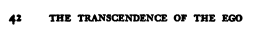 42 THE TRANSCENDENCE OF THE EGO